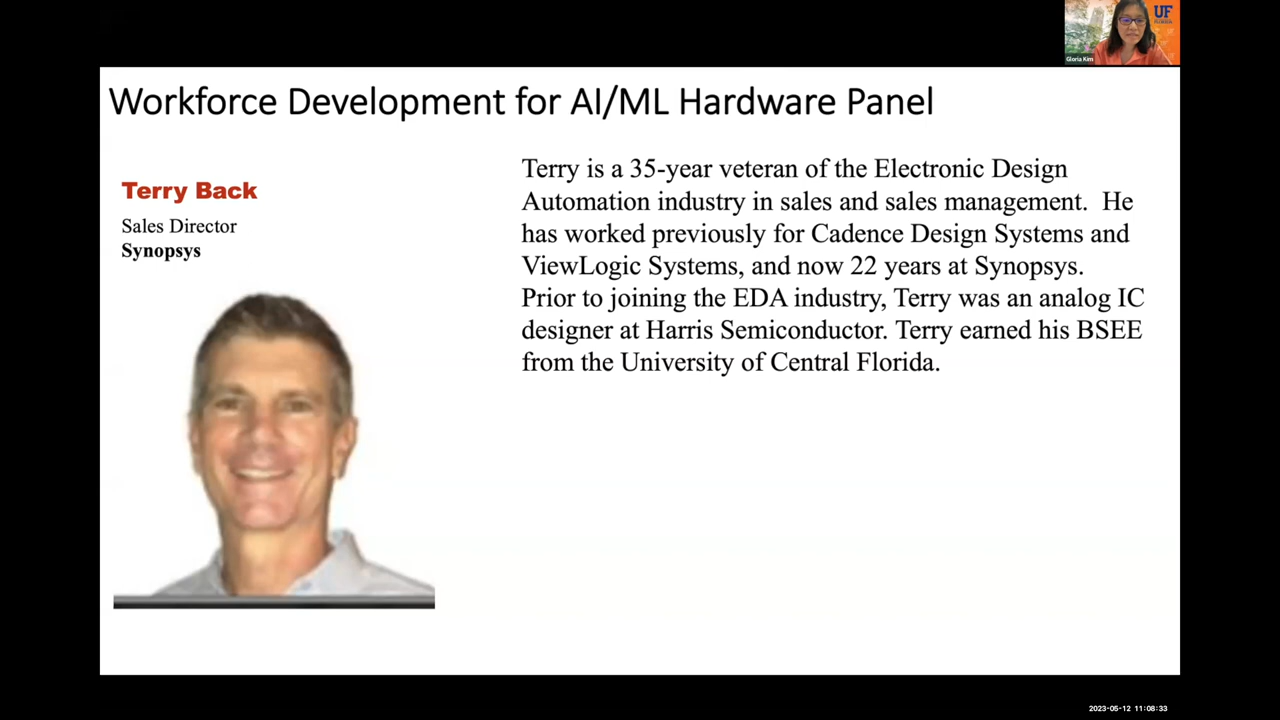 UF
Gloria Kim
Workforce Development for AI/ML Hardware Panel
Terry Back
Sales Director
Synopsys
Terry is a 35-year veteran of the Electronic Design
Automation industry in sales and sales management.  He
has worked previously for Cadence Design Systems and
ViewLogic Systems, and now 22 years at Synopsys.
Prior to joining the EDA industry, Terry was an analog IC
designer at Harris Semiconductor. Terry earned his BSEE
from the University of Central Florida.
2023-05-12 11:08:33